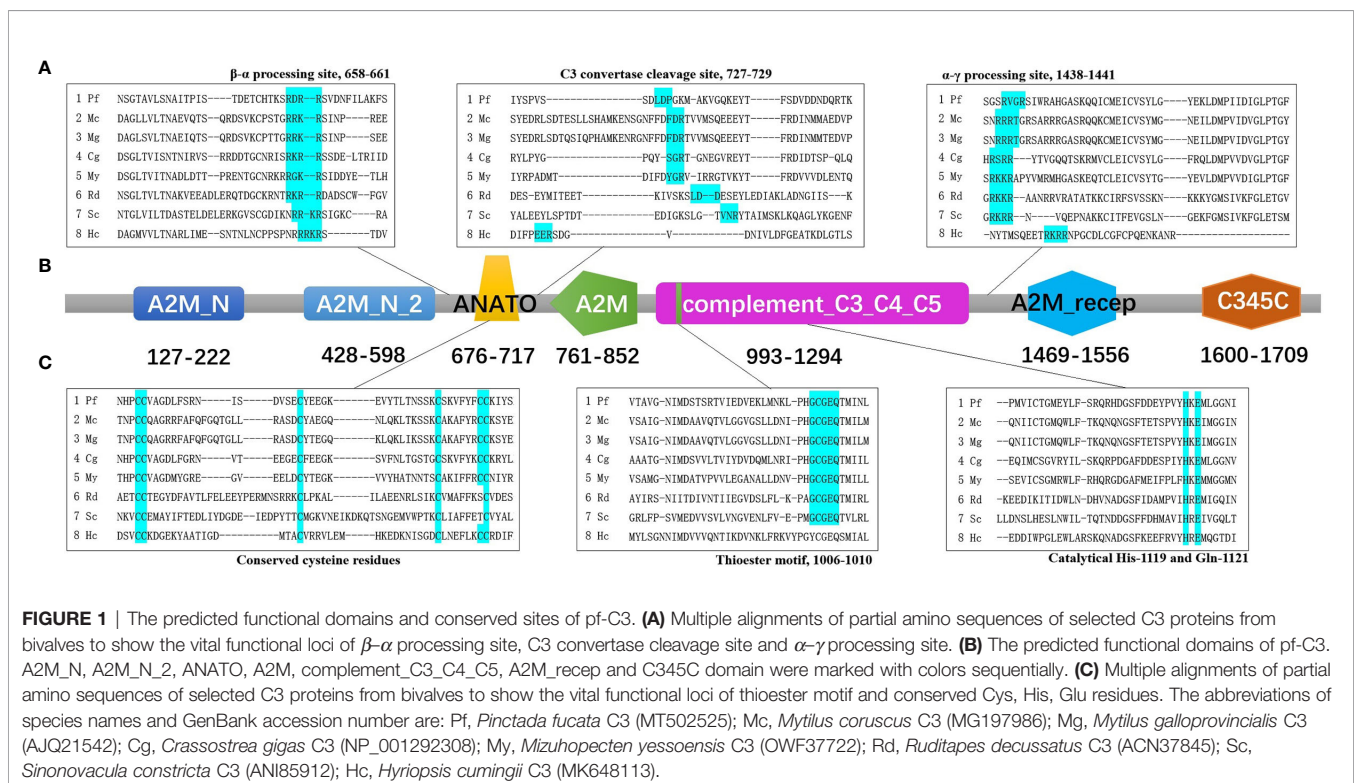 A
β-α processing site, 658-661
1 Pf NSGTAVLSNAITPIS---TDETCHTKSRDR--RSVDNFILAKFS
2 Mc DAGLLVLTNAEVQTS--QRDSVKCPSTGRRK--RSINP----REE
3 Mg DAGLSVLTNAEIQTS--QRDSVKCPTTGRRK--RSINP----REE
4 Cg DSGLTVISNTNIRVS--RRDDTGCNRISRKR--RSSDE-LTRIID
5 My DSGLTVITNADLDTT--PRENTGCNRKRRGK--RSIDDYE-TLH
6 Rd NSGLTVLTNAKVEEADLERQTDGCKRNTRKR--RDADSCW--FGV
7 Sc NTGLVILTDASTELDELERKGVSCGDIKNRR-KRSIGKC--RA
8 Hc DAGMVVLTNARLIME-SNTNLNCPPSPNRRRKRS-----TDV
C3 convertase cleavage site, 727-729
1 Pf IYSPVS-------------SDLDPGKM-AKVGQKEYT-----FSDVDDNDQRTK
2 Mc SYEDRLSDTESLLSHAMKENSGNFFDFDRTVVMSQEEEYT----FRDINMMAEDVP
3 Mg SYEDRLSDTQSIQPHAMKENRGNFFDFDRTVVMSQEEEYT----FRDINMMTEDVP
4 Cg RYLPYG-------------PQY-SGRT-GNEGVREYT-----FRDIDTSP-QLQ
5 My IYRPADMT-----------DIFDYGRV-IRRGTVKYT-----FRDVVVDLENTQ
6 Rd DES-EYMITEET-------KIVSKSLD--DESEYLEDIAKLADNGIIS--K
7 Sc YALEEYLSPTDT-------EDIGKSLG--TVNRYTAIMSKLKQAGLYKGENF
8 Hc DIFPEERSDG---------V------------DNIVLDFGEATKDLGTLS
α-γ processing site, 1438-1441
1 Pf SGSRVGRSIWRAHGASKQQICMEICVSYLG----YEKLDMPIIDIGLPTGF
2 Mc SNRRRTGRSARRRGASRQQKCMEICVSYMG----NEILDMPVIDVGLPTGY
3 Mg SNRRRTGRSARRRGASRQQKCMEICVSYMG----NEILDMPVIDVGLPTGY
4 Cg HRSRR---YTVGQQTSKRMVCLEICVSYLG----FRQLDMPVVDVGLPTGF
5 My SRKKRAPYVMRMHGASKEQTCLEICVSYTG----YEVLDMPVVDIGLPTGF
6 Rd GRKKR--AANRRVRATATKKCIRFSVSSKN----KKKYGMSIVKFGLETGV
7 Sc GRKRR--N----VQEPNAKKCITFEVGSLN----GEKFGMSIVKFGLETSM
8 Hc -NYTMSQEETRKRRNPGCDLCGFCPQENKANR-----------------
B
A2M_N
A2M_N_2
ANATO
A2M
complement_C3_C4_C5
A2M_recep
C345C
127-222
428-598
676-717
761-852
993-1294
1469-1556
1600-1709
C
1 Pf NHPCCVAGDLFSRN----IS----DVSECYEEGK-------EVYTLTNSSKCSKVFYFCCKIYS
2 Mc TNPCCQAGRRFAFQFGQTGLL---RASDCYAEGQ-------NLQKLTKSSKCAKAFYRCCKSYE
3 Mg TNPCCQAGRRFAFQFGQTGLL---RASDCYTEGK-------LQKLIKSSKCAKAFYRCCKSYE
4 Cg NHPCCVAGDLFGRN----VT----EEGECFEEGK-------SVFNLTGSTGCSKVFYKCCKRYL
5 My THPCCVAGDMYGRE----GV----EELDCYTEGK-------VVYHATNNTSCAKIFFRCCNIYR
6 Rd AETCCTEGYDFAVTLFELEEYPERMNSRRKCLPKAL-----ILAEENRLSIKCVMAFKFSCVDES
7 Sc NKVCCEMAYIFTEDLIYDGDE--IEDPYTTCMGKVNEIKDKQTSNGEMVWPTKCLIAFFETCVYAL
8 Hc DSVCCKDGEKYAATIGD------MTACVRRVLEM------HKEDKNISGDCLNEFLKCCRDIF
Conserved cysteine residues
1 Pf VTAVG-NIMDSTSRTVIEDVEKLMNKL-PHGCGEQTMINL
2 Mc VSAIG-NIMDAAVQTVLGGVGSLLDNI-PHGCGEQTMILM
3 Mg VSAIG-NIMDAAVQTVLGGVGSLLDNI-PHGCGEQTMILM
4 Cg AAATG-NIMDSVVLTVIYDVDQMLNRI-PHGCGEQTMIIL
5 My VSAMG-NIMDATVPVVLEGANALLDNV-PHGCGEQTMIIL
6 Rd AYIRS-NIITDIVNTIIEGVDSLFL-K-PAGCGEQTMIRL
7 Sc GRLFP-SVMEDVVSVLVNGVENLFV-E-PMGCGEQTVLRL
8 Hc MYLSGNNIMDVVVQNTIKDVNKLFRKVYPGYCGEQSMIAL
Thioester motif, 1006-1010
1 Pf --PMVICTGMEYLF-SRQRHDGSFDDEYPVYHKEMLGGNI
2 Mc --QNIICTGMQWLF-TKQNQNGSFTETSPVYHKEIMGGIN
3 Mg --QNIICTGMQWLF-TKQNQNGSFTETSPVYHKEIMGGIN
4 Cg --EQIMCSGVRYIL-SKQRPDGAFDDESPIYHKEMLGGNV
5 My --MEVICSGMRWLF-RHQRGDGAFMEIFPLFHKEMMGGMN
6 Rd -KEEDIKITIDWLN-DHVNADGSFIDAMPVIHREMIGQIN
7 Sc LLDNSLHESLNWIL-TQTNDDGSFFDHMAVIHREIVGQLT
8 Hc --EDDIWPGLEWLARSKQNADGSFKEEFRVYHREMQGTDI
Catalytical His-1119 and Gln-1121
FIGURE 1 | The predicted functional domains and conserved sites of pf-C3. (A) Multiple alignments of partial amino sequences of selected C3 proteins from
bivalves to show the vital functional loci of β–α processing site, C3 convertase cleavage site and α–γ processing site. (B) The predicted functional domains of pf-C3.
A2M_N, A2M_N_2, ANATO, A2M, complement_C3_C4_C5, A2M_recep and C345C domain were marked with colors sequentially. (C) Multiple alignments of partial
amino sequences of selected C3 proteins from bivalves to show the vital functional loci of thioester motif and conserved Cys, His, Glu residues. The abbreviations of
species names and GenBank accession number are: Pf, Pinctada fucata C3 (MT502525); Mc, Mytilus coruscus C3 (MG197986); Mg, Mytilus galloprovincialis C3
(AJQ21542); Cg, Crassostrea gigas C3 (NP_001292308); My, Mizuhopecten yessoensis C3 (OWF37722); Rd, Ruditapes decussatus C3 (ACN37845); Sc,
Sinonovacula constricta C3 (ANI85912); Hc, Hyriopsis cumingii C3 (MK648113).